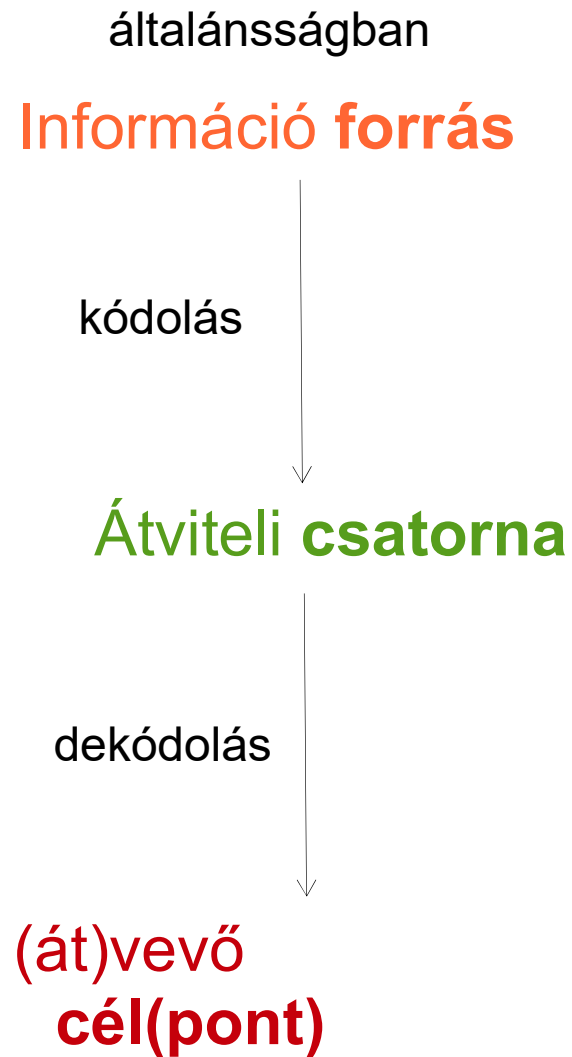 általánsságban
Információ forrás
kódolás
Átviteli csatorna
dekódolás
(át)vevő
cél(pont)